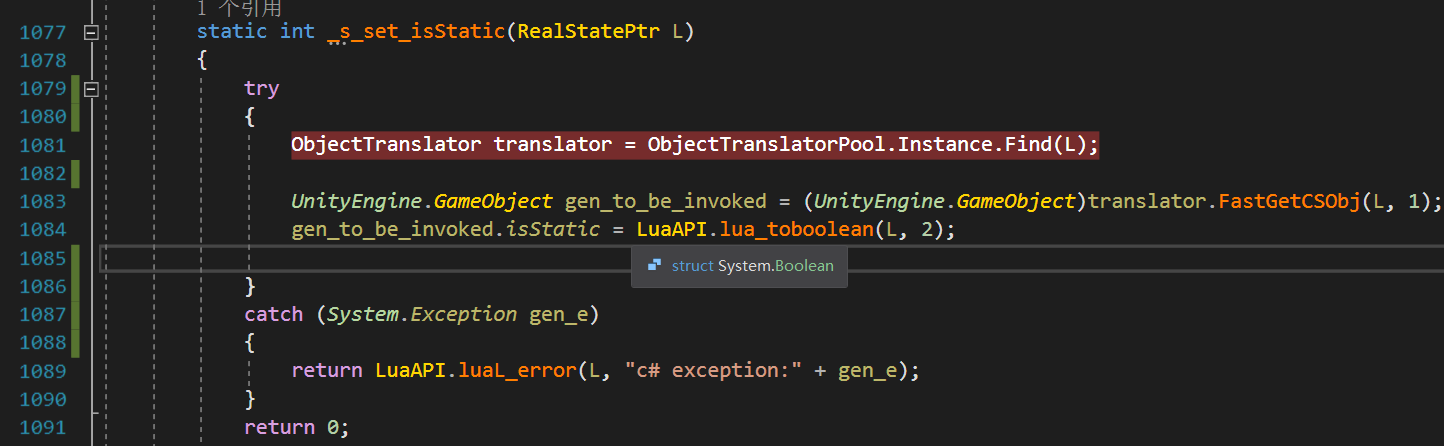 1 个引用
1077 static int _s_set_isStatic(RealStatePtr L)
1078 {
1079 try
1080 {
1081 ObjectTranslator translator = ObjectTranslatorPool.Instance.Find(L);
1082
1083 UnityEngine.GameObject gen_to_be_invoked = (UnityEngine.GameObject)translator.FastGetCSObj(L, 1);
1084 gen_to_be_invoked.isStatic = LuaAPI.lua_toboolean(L, 2);
1085
struct System.Boolean
1086 }
1087 catch (System.Exception gen_e)
1088 {
1089 return LuaAPI.luaL_error(L, "c# exception:" + gen_e);
1090 }
1091 return 0;